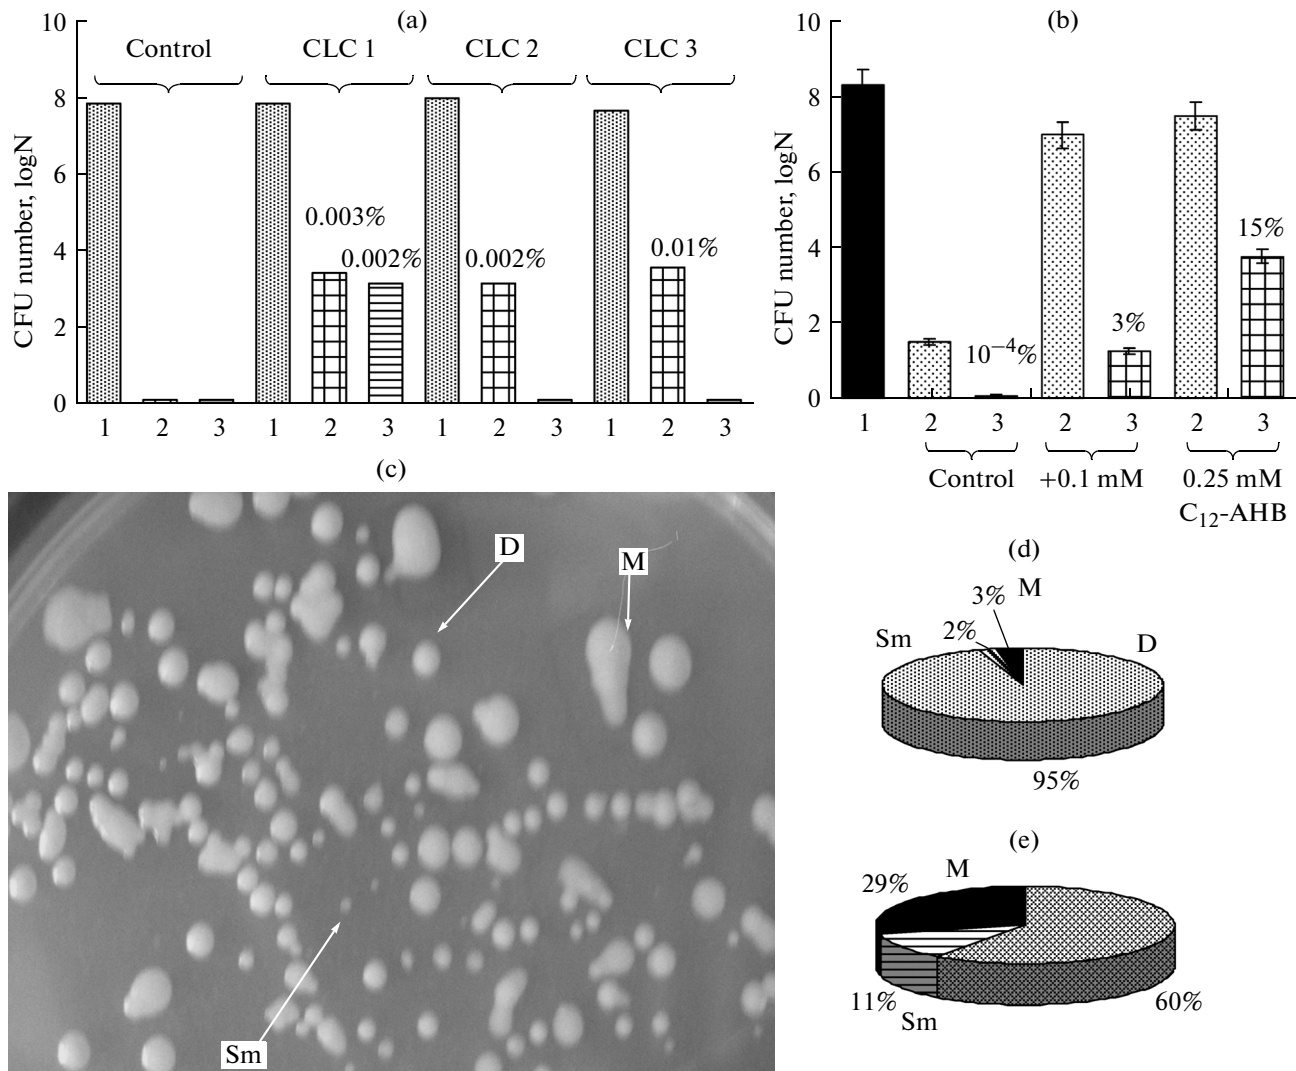 (a)
10
8
6
4
2
0
CFU number, logN
Control
CLC 1
CLC 2
CLC 3
0.003%
0.002%
0.002%
0.01%
1 2 3 1 2 3 1 2 3 1 2 3
(b)
10
8
6
4
2
0
CFU number, logN
10⁻⁴%
3%
15%
1 2 3 2 3 2 3
Control
+0.1 mM
0.25 mM
C₁₂-AHB
(c)
D
M
Sm
(d)
M
3%
Sm
2%
D
95%
(e)
M
29%
11%
Sm
60%